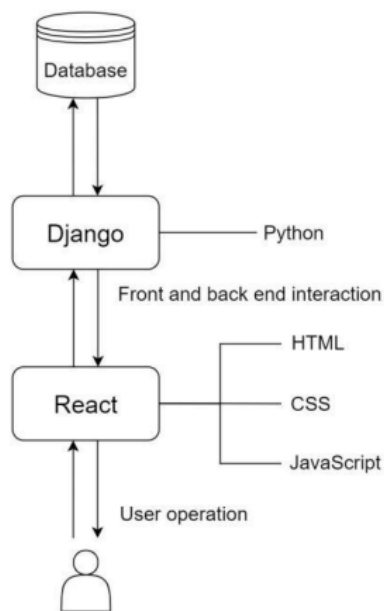 Database
Django
Python
Front and back end interaction
HTML
React
CSS
JavaScript
User operation